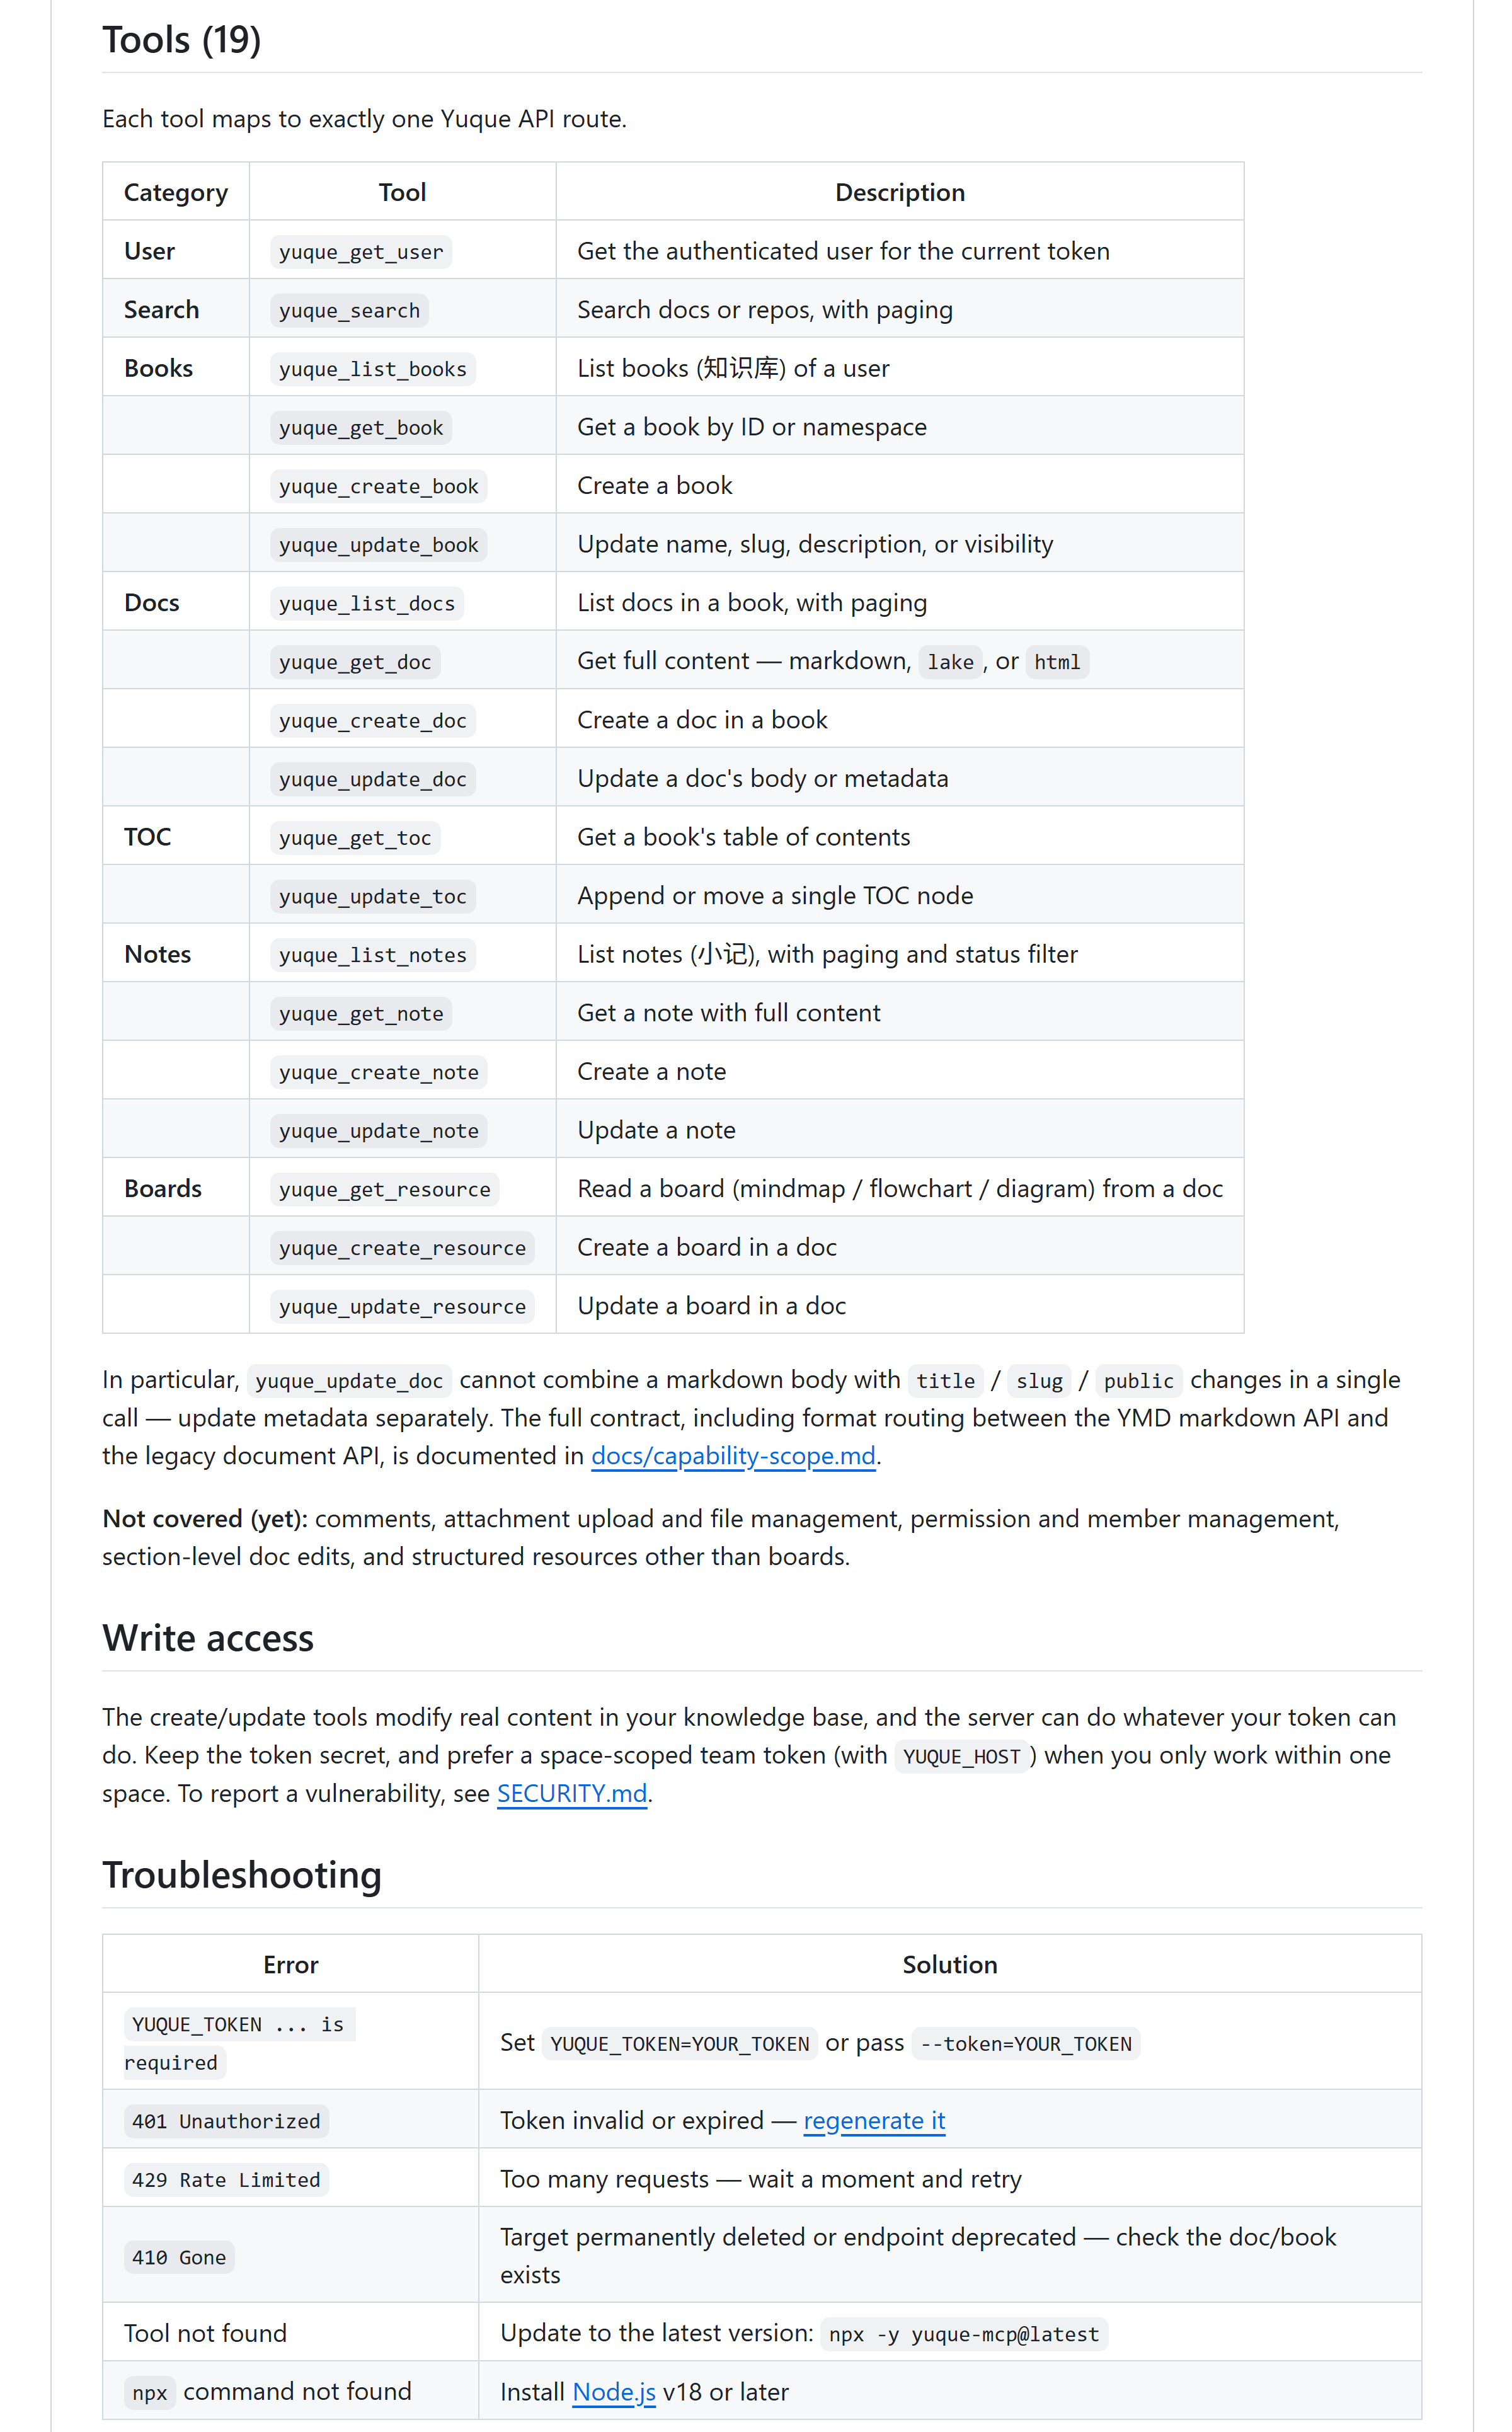 Tools (19)
Each tool maps to exactly one Yuque API route.
Category Tool Description
User yuque_get_user Get the authenticated user for the current token
Search yuque_search Search docs or repos, with paging
Books yuque_list_books List books (知识库) of a user
yuque_get_book Get a book by ID or namespace
yuque_create_book Create a book
yuque_update_book Update name, slug, description, or visibility
Docs yuque_list_docs List docs in a book, with paging
yuque_get_doc Get full content — markdown, lake, or html
yuque_create_doc Create a doc in a book
yuque_update_doc Update a doc's body or metadata
TOC yuque_get_toc Get a book's table of contents
yuque_update_toc Append or move a single TOC node
Notes yuque_list_notes List notes (小记), with paging and status filter
yuque_get_note Get a note with full content
yuque_create_note Create a note
yuque_update_note Update a note
Boards yuque_get_resource Read a board (mindmap / flowchart / diagram) from a doc
yuque_create_resource Create a board in a doc
yuque_update_resource Update a board in a doc
In particular, yuque_update_doc cannot combine a markdown body with title / slug / public changes in a single
call — update metadata separately. The full contract, including format routing between the YMD markdown API and
the legacy document API, is documented in docs/capability-scope.md.
Not covered (yet): comments, attachment upload and file management, permission and member management,
section-level doc edits, and structured resources other than boards.
Write access
The create/update tools modify real content in your knowledge base, and the server can do whatever your token can
do. Keep the token secret, and prefer a space-scoped team token (with YUQUE_HOST) when you only work within one
space. To report a vulnerability, see SECURITY.md.
Troubleshooting
Error Solution
YUQUE_TOKEN ... is
required
Set YUQUE_TOKEN=YOUR_TOKEN or pass --token=YOUR_TOKEN
401 Unauthorized Token invalid or expired — regenerate it
429 Rate Limited Too many requests — wait a moment and retry
410 Gone
Target permanently deleted or endpoint deprecated — check the doc/book
exists
Tool not found Update to the latest version: npx -y yuque-mcp@latest
npx command not found Install Node.js v18 or later